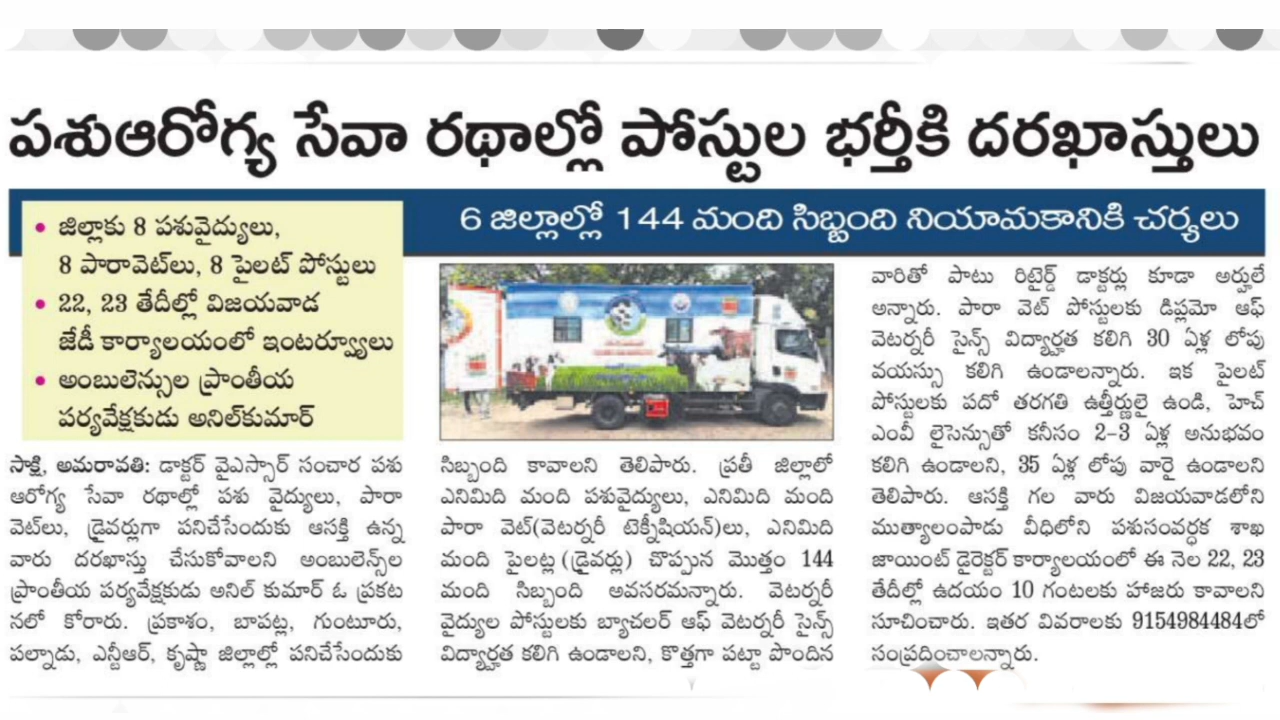 పశుఆరోగ్య సేవా రథాల్లో పోస్టుల భర్తీకి దరఖాస్తులు
6 జిల్లాల్లో 144 మంది సిబ్బంది నియామకానికి చర్యలు
• జిల్లాకు 8 పశువైద్యులు,
8 పారావెట్‌లు, 8 పైలట్ పోస్టులు
• 22, 23 తేదీల్లో విజయవాడ
జేడీ కార్యాలయంలో ఇంటర్వ్యూలు
• అంబులెన్సుల ప్రాంతీయ
పర్యవేక్షకుడు అనిల్‌కుమార్
సాక్షి, అమరావతి: డాక్టర్ వైఎస్సార్ సంచార పశు
ఆరోగ్య సేవా రథాల్లో పశు వైద్యులు, పారా
వెట్‌లు, డ్రైవర్లుగా పనిచేసేందుకు ఆసక్తి ఉన్న
వారు దరఖాస్తు చేసుకోవాలని అంబులెన్స్‌ల
ప్రాంతీయ పర్యవేక్షకుడు అనిల్ కుమార్ ఓ ప్రకట
నలో కోరారు. ప్రకాశం, బాపట్ల, గుంటూరు,
పల్నాడు, ఎన్టీఆర్, కృష్ణా జిల్లాల్లో పనిచేసేందుకు
సిబ్బంది కావాలని తెలిపారు. ప్రతీ జిల్లాలో
ఎనిమిది మంది పశువైద్యులు, ఎనిమిది మంది
పారా వెట్(వెటర్నరీ టెక్నీషియన్)లు, ఎనిమిది
మంది పైలట్ల (డ్రైవర్లు) చొప్పున మొత్తం 144
మంది సిబ్బంది అవసరమన్నారు. వెటర్నరీ
వైద్యుల పోస్టులకు బ్యాచలర్ ఆఫ్ వెటర్నరీ సైన్స్
విద్యార్హత కలిగి ఉండాలని, కొత్తగా పట్టా పొందిన
వారితో పాటు రిటైర్డ్ డాక్టర్లు కూడా అర్హులే
అన్నారు. పారా వెట్ పోస్టులకు డిప్లమో ఆఫ్
వెటర్నరీ సైన్స్ విద్యార్హత కలిగి 30 ఏళ్ల లోపు
వయస్సు కలిగి ఉండాలన్నారు. ఇక పైలట్
పోస్టులకు పదో తరగతి ఉత్తీర్ణులై ఉండి, హెచ్
ఎంవీ లైసెన్సుతో కనీసం 2–3 ఏళ్ల అనుభవం
కలిగి ఉండాలని, 35 ఏళ్ల లోపు వారై ఉండాలని
తెలిపారు. ఆసక్తి గల వారు విజయవాడలోని
ముత్యాలంపాడు వీధిలోని పశుసంవర్ధక శాఖ
జాయింట్ డైరెక్టర్ కార్యాలయంలో ఈ నెల 22, 23
తేదీల్లో ఉదయం 10 గంటలకు హాజరు కావాలని
సూచించారు. ఇతర వివరాలకు 9154984484లో
సంప్రదించాలన్నారు.